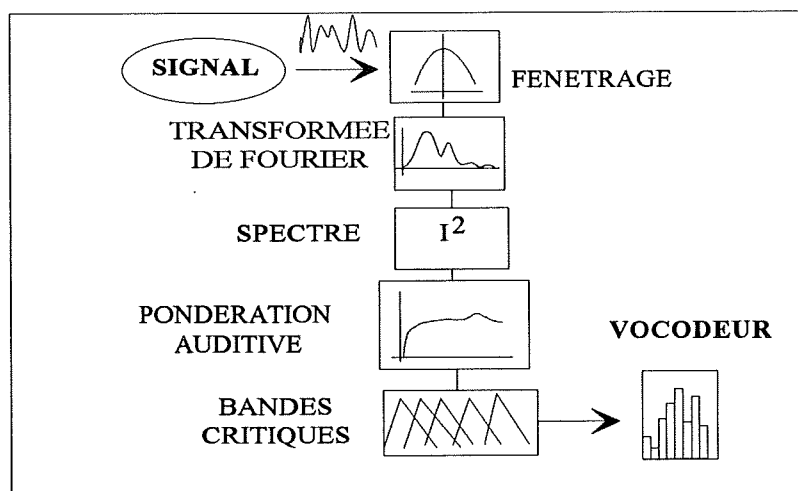 SIGNAL
FENETRAGE
TRANSFORMEE
DE FOURIER
SPECTRE
I²
PONDERATION
AUDITIVE
VOCODEUR
BANDES
CRITIQUES